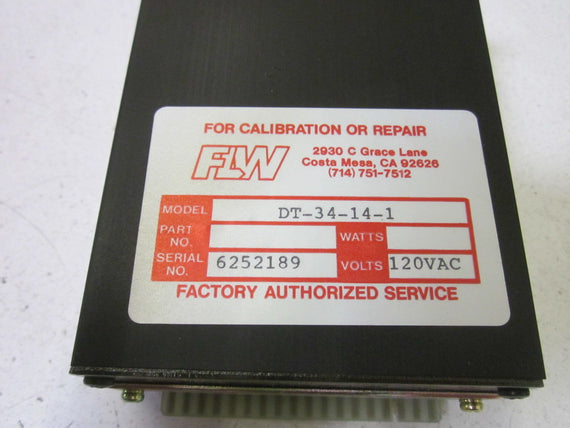 FOR CALIBRATION OR REPAIR
FLW
2930 C Grace Lane
Costa Mesa, CA 92626
(714) 751-7512
MODEL DT-34-14-1
PART NO. WATTS
SERIAL NO. 6252189 VOLTS 120VAC
FACTORY AUTHORIZED SERVICE